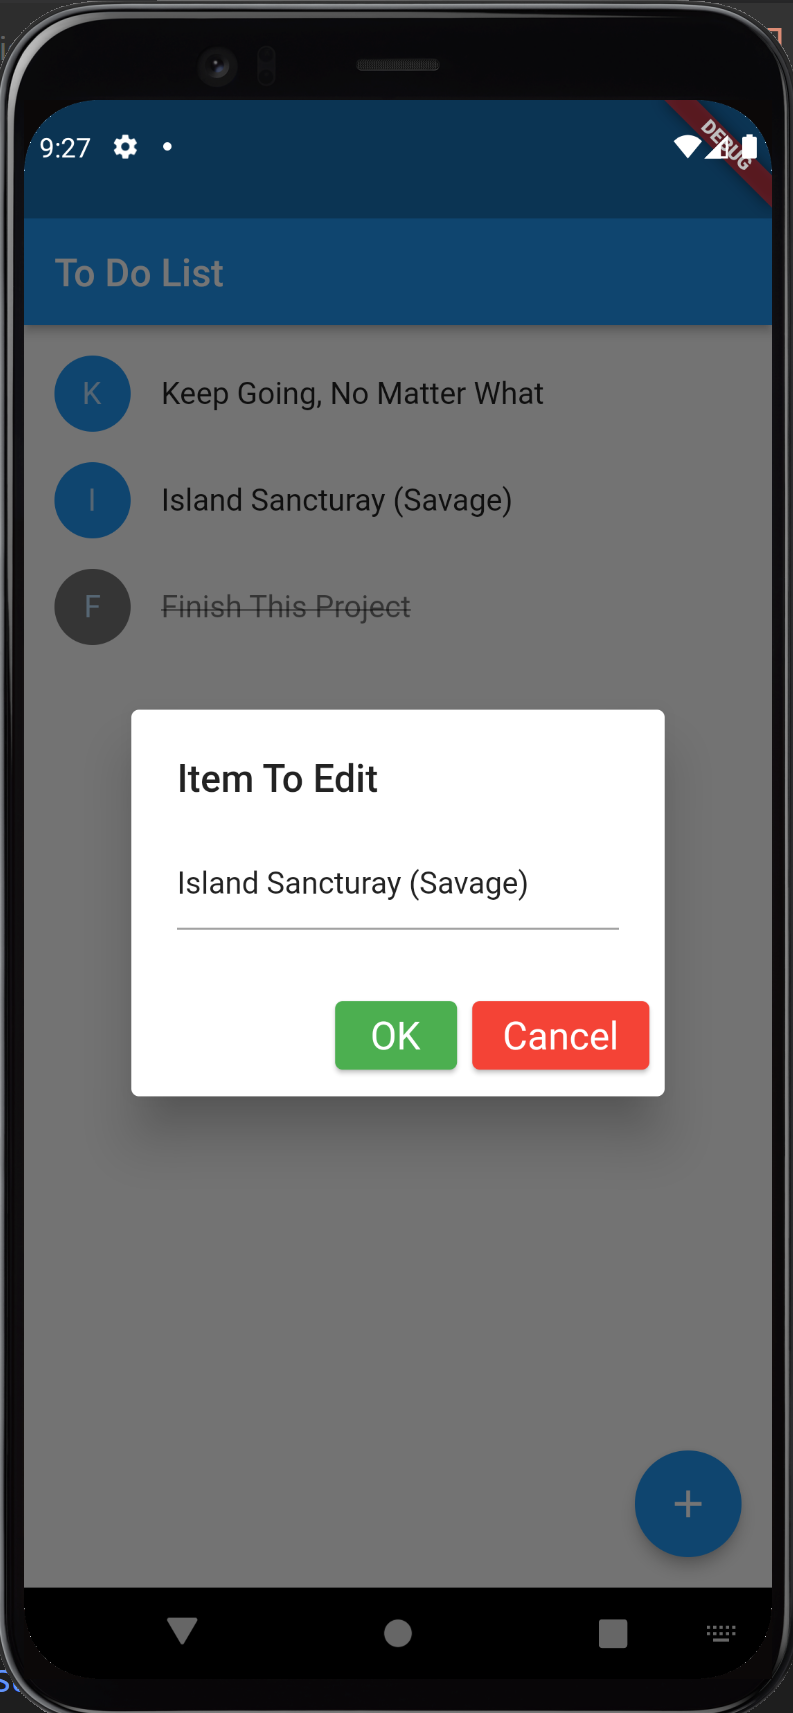 9:27
DEBUG
To Do List
K Keep Going, No Matter What
I Island Sancturay (Savage)
F Finish This Project
Item To Edit
Island Sancturay (Savage)
OK Cancel
+